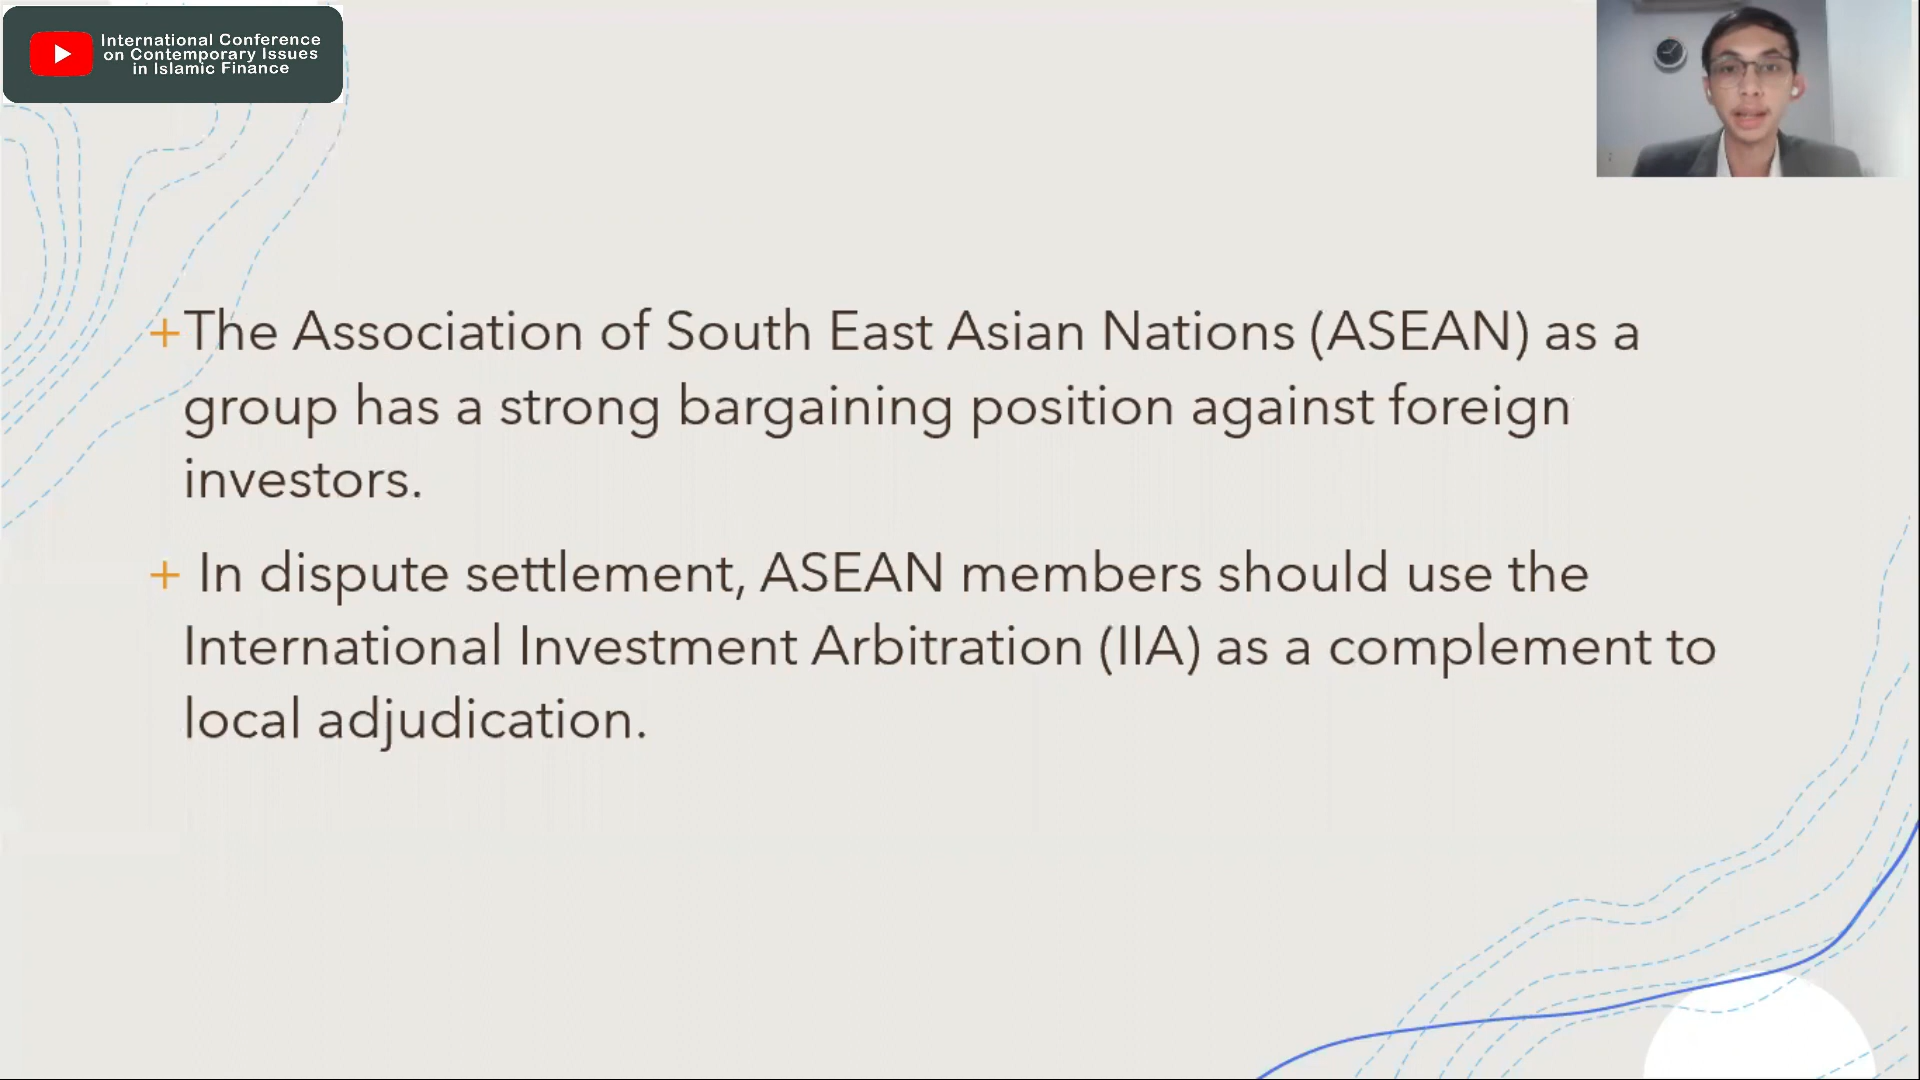 International Conference
on Contemporary Issues
in Islamic Finance
+The Association of South East Asian Nations (ASEAN) as a
group has a strong bargaining position against foreign
investors.
+ In dispute settlement, ASEAN members should use the
International Investment Arbitration (IIA) as a complement to
local adjudication.